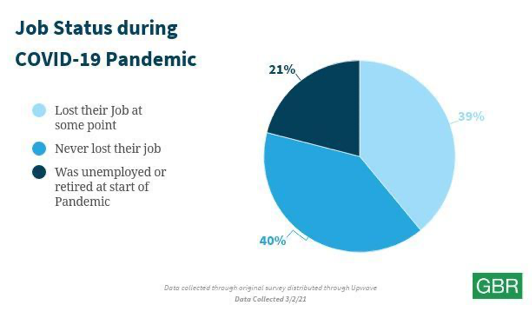 Job Status during
COVID-19 Pandemic
Lost their Job at
some point
Never lost their job
Was unemployed or
retired at start of
Pandemic
21%
39%
40%
Data collected through original survey distributed through Upwave
Data Collected 3/2/21
GBR